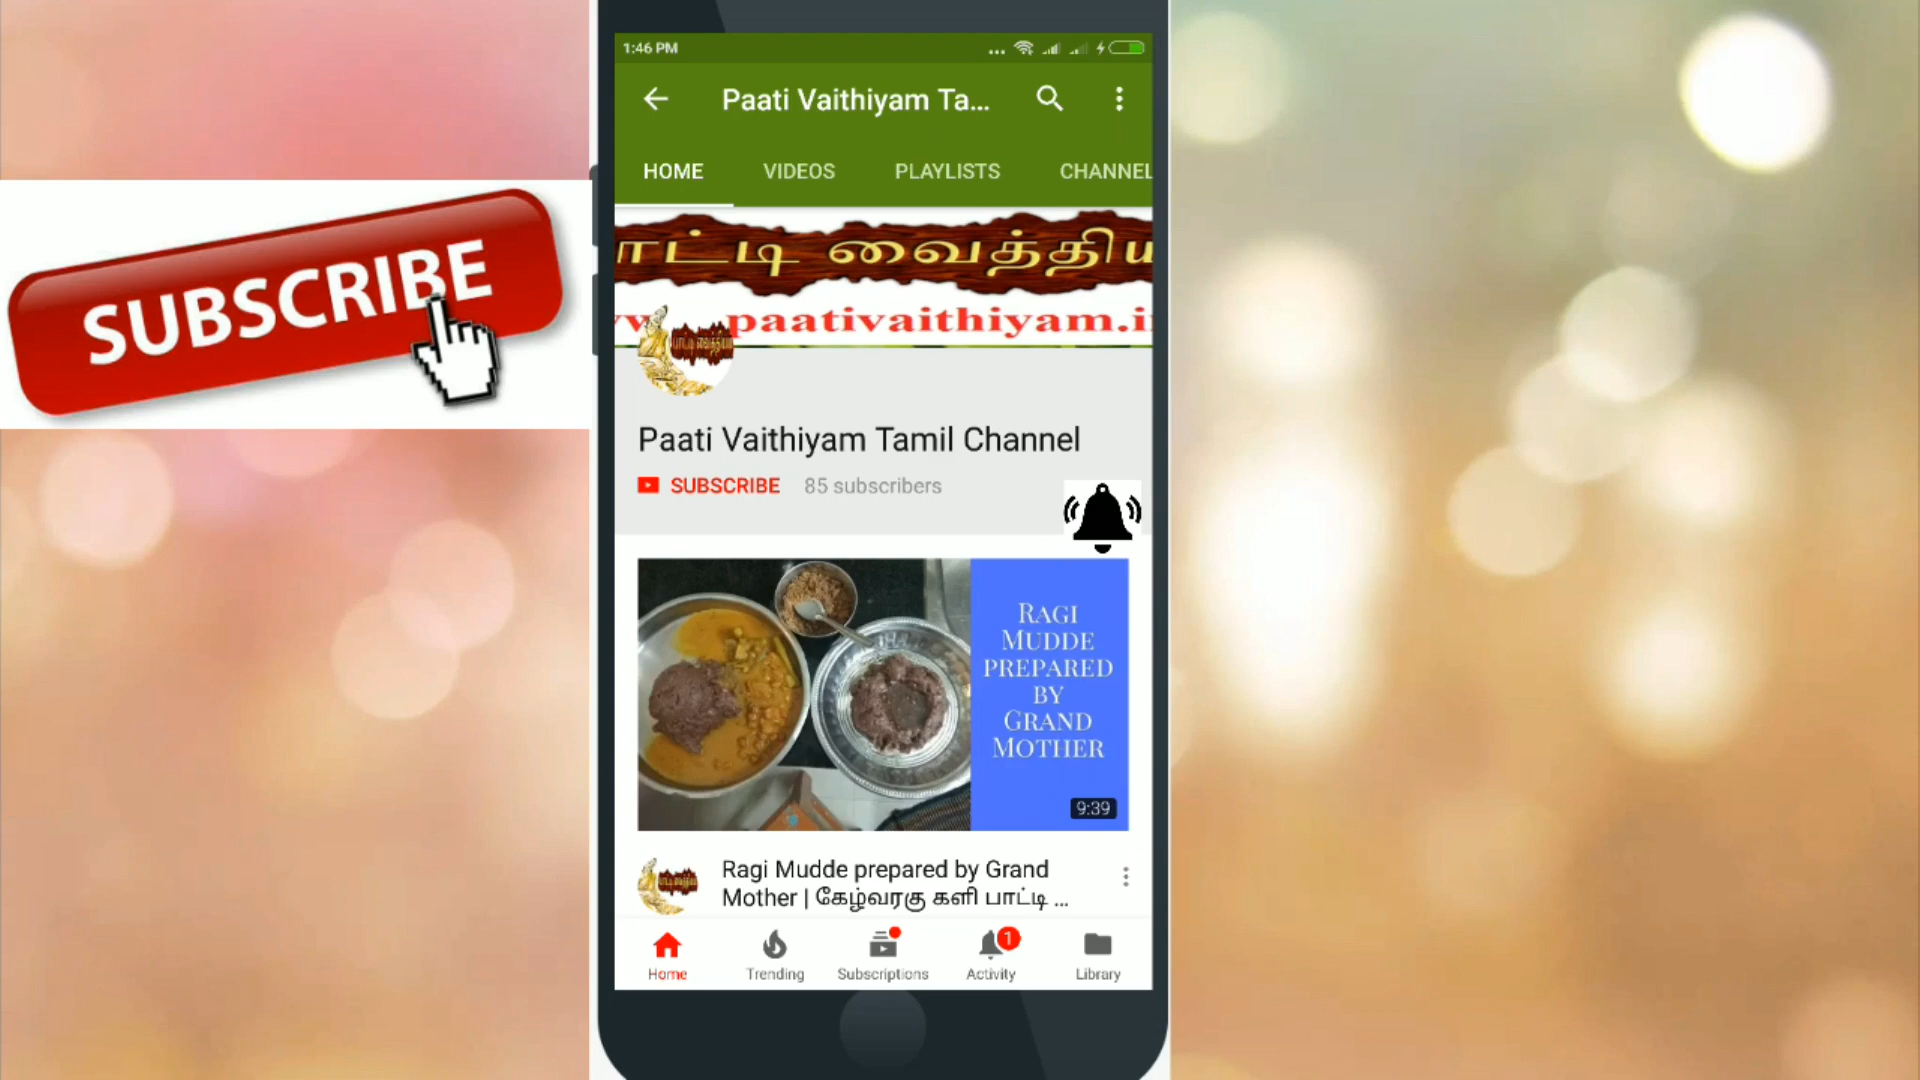 1:46 PM
Paati Vaithiyam Ta...
HOME VIDEOS PLAYLISTS CHANNEL
SUBSCRIBE
ாட்டி வைத்திய
paativaithiyam.i
Paati Vaithiyam Tamil Channel
SUBSCRIBE 85 subscribers
RAGI
MUDDE
PREPARED
BY
GRAND
MOTHER
9:39
Ragi Mudde prepared by Grand
Mother | கேழ்வரகு களி பாட்டி ...
1
Home Trending Subscriptions Activity Library